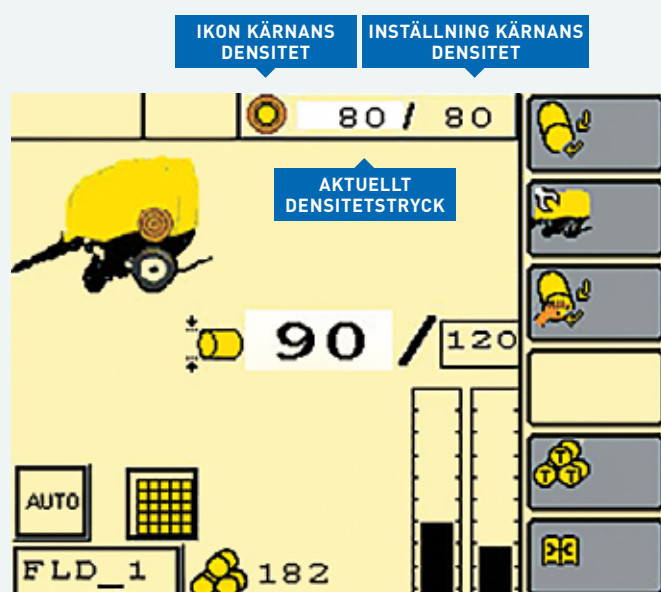 IKON KÄRNANS
DENSITET
INSTÄLLNING KÄRNANS
DENSITET
80 / 80
AKTUELLT
DENSITETSTRYCK
90 / 120
AUTO
T T T
FLD_1
182